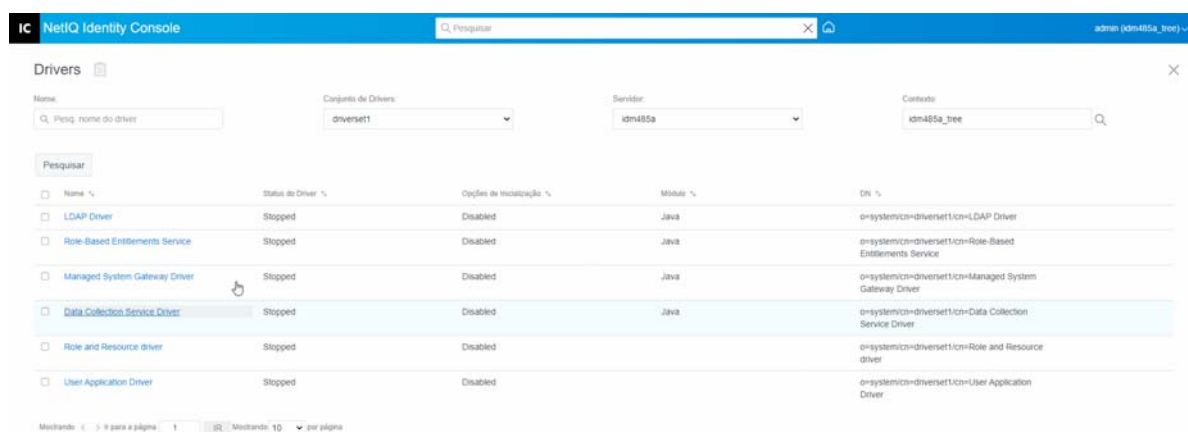 IC NetIQ Identity Console
Pesquisar
admin (idm485a_tree)
Drivers
Nome:
Conjunto de Drivers:
Servidor:
Contexto:
Pesq. nome do driver
driverset1
idm485a
idm485a_tree
Pesquisar
Nome Status do Driver Opções de Inicialização Módulo DN
LDAP Driver Stopped Disabled Java o=system/cn=driverset1/cn=LDAP Driver
Role-Based Entitlements Service Stopped Disabled Java o=system/cn=driverset1/cn=Role-Based
Entitlements Service
Managed System Gateway Driver Stopped Disabled Java o=system/cn=driverset1/cn=Managed System
Gateway Driver
Data Collection Service Driver Stopped Disabled Java o=system/cn=driverset1/cn=Data Collection
Service Driver
Role and Resource driver Stopped Disabled o=system/cn=driverset1/cn=Role and Resource
driver
User Application Driver Stopped Disabled o=system/cn=driverset1/cn=User Application
Driver
Mostrando < > Ir para a página 1 IR Mostrando 10 por página